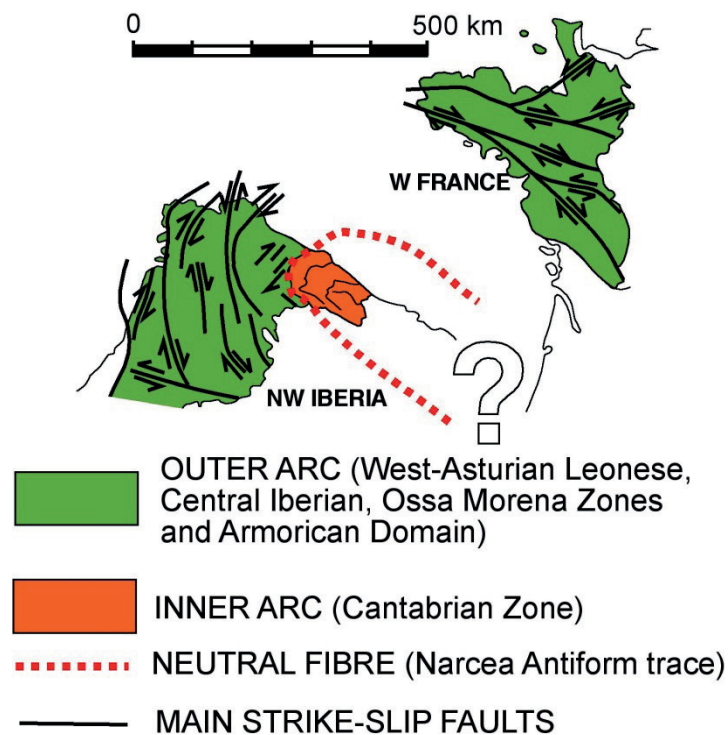 0 500 km
W FRANCE
NW IBERIA
?
OUTER ARC (West-Asturian Leonese,
Central Iberian, Ossa Morena Zones
and Armorican Domain)
INNER ARC (Cantabrian Zone)
NEUTRAL FIBRE (Narcea Antiform trace)
MAIN STRIKE-SLIP FAULTS